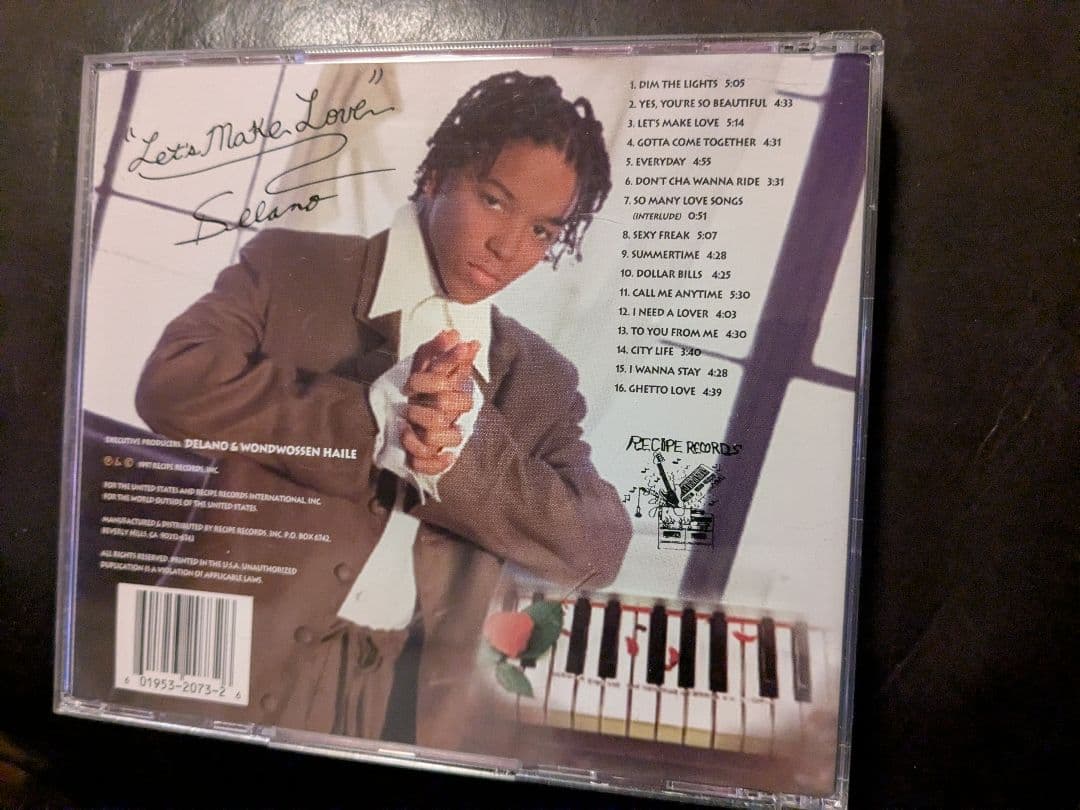 "Let's Make Love"
Delano
1. DIM THE LIGHTS 5:05
2. YES, YOU'RE SO BEAUTIFUL 4:33
3. LET'S MAKE LOVE 5:14
4. GOTTA COME TOGETHER 4:31
5. EVERYDAY 4:55
6. DON'T CHA WANNA RIDE 3:31
7. SO MANY LOVE SONGS
(INTERLUDE) 0:51
8. SEXY FREAK 5:07
9. SUMMERTIME 4:28
10. DOLLAR BILLS 4:25
11. CALL ME ANYTIME 5:30
12. I NEED A LOVER 4:03
13. TO YOU FROM ME 4:30
14. CITY LIFE 3:40
15. I WANNA STAY 4:28
16. GHETTO LOVE 4:39
RECIPE RECORDS
EXECUTIVE PRODUCERS: DELANO & WONDWOSSEN HAILE
℗ & © 1997 RECIPE RECORDS, INC.
FOR THE UNITED STATES AND RECIPE RECORDS INTERNATIONAL, INC.
FOR THE WORLD OUTSIDE OF THE UNITED STATES.
MANUFACTURED & DISTRIBUTED BY RECIPE RECORDS, INC. P.O. BOX 6742,
BEVERLY HILLS, CA 90212-6742
ALL RIGHTS RESERVED. PRINTED IN THE U.S.A. UNAUTHORIZED
DUPLICATION IS A VIOLATION OF APPLICABLE LAWS.
6 01953-2073-2 6